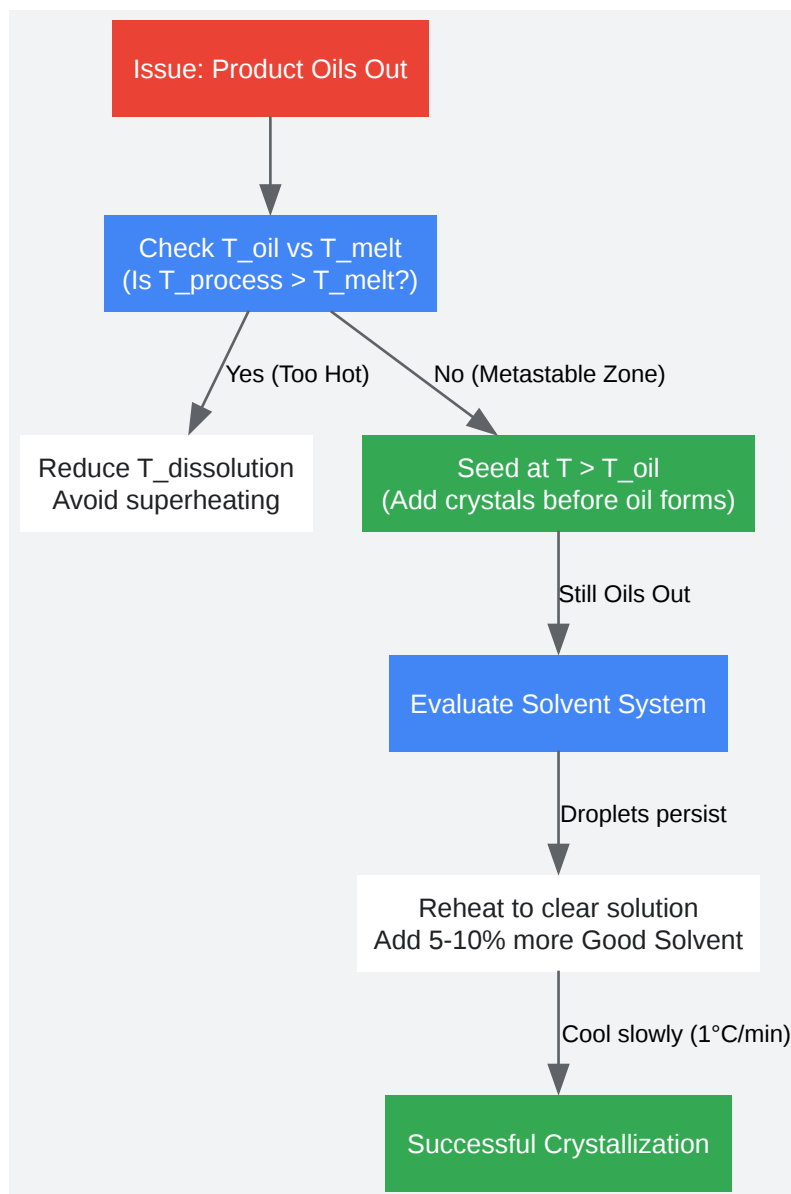 Issue: Product Oils Out
Check T_oil vs T_melt
(Is T_process > T_melt?)
Yes (Too Hot)
No (Metastable Zone)
Reduce T_dissolution
Avoid superheating
Seed at T > T_oil
(Add crystals before oil forms)
Still Oils Out
Evaluate Solvent System
Droplets persist
Reheat to clear solution
Add 5-10% more Good Solvent
Cool slowly (1°C/min)
Successful Crystallization